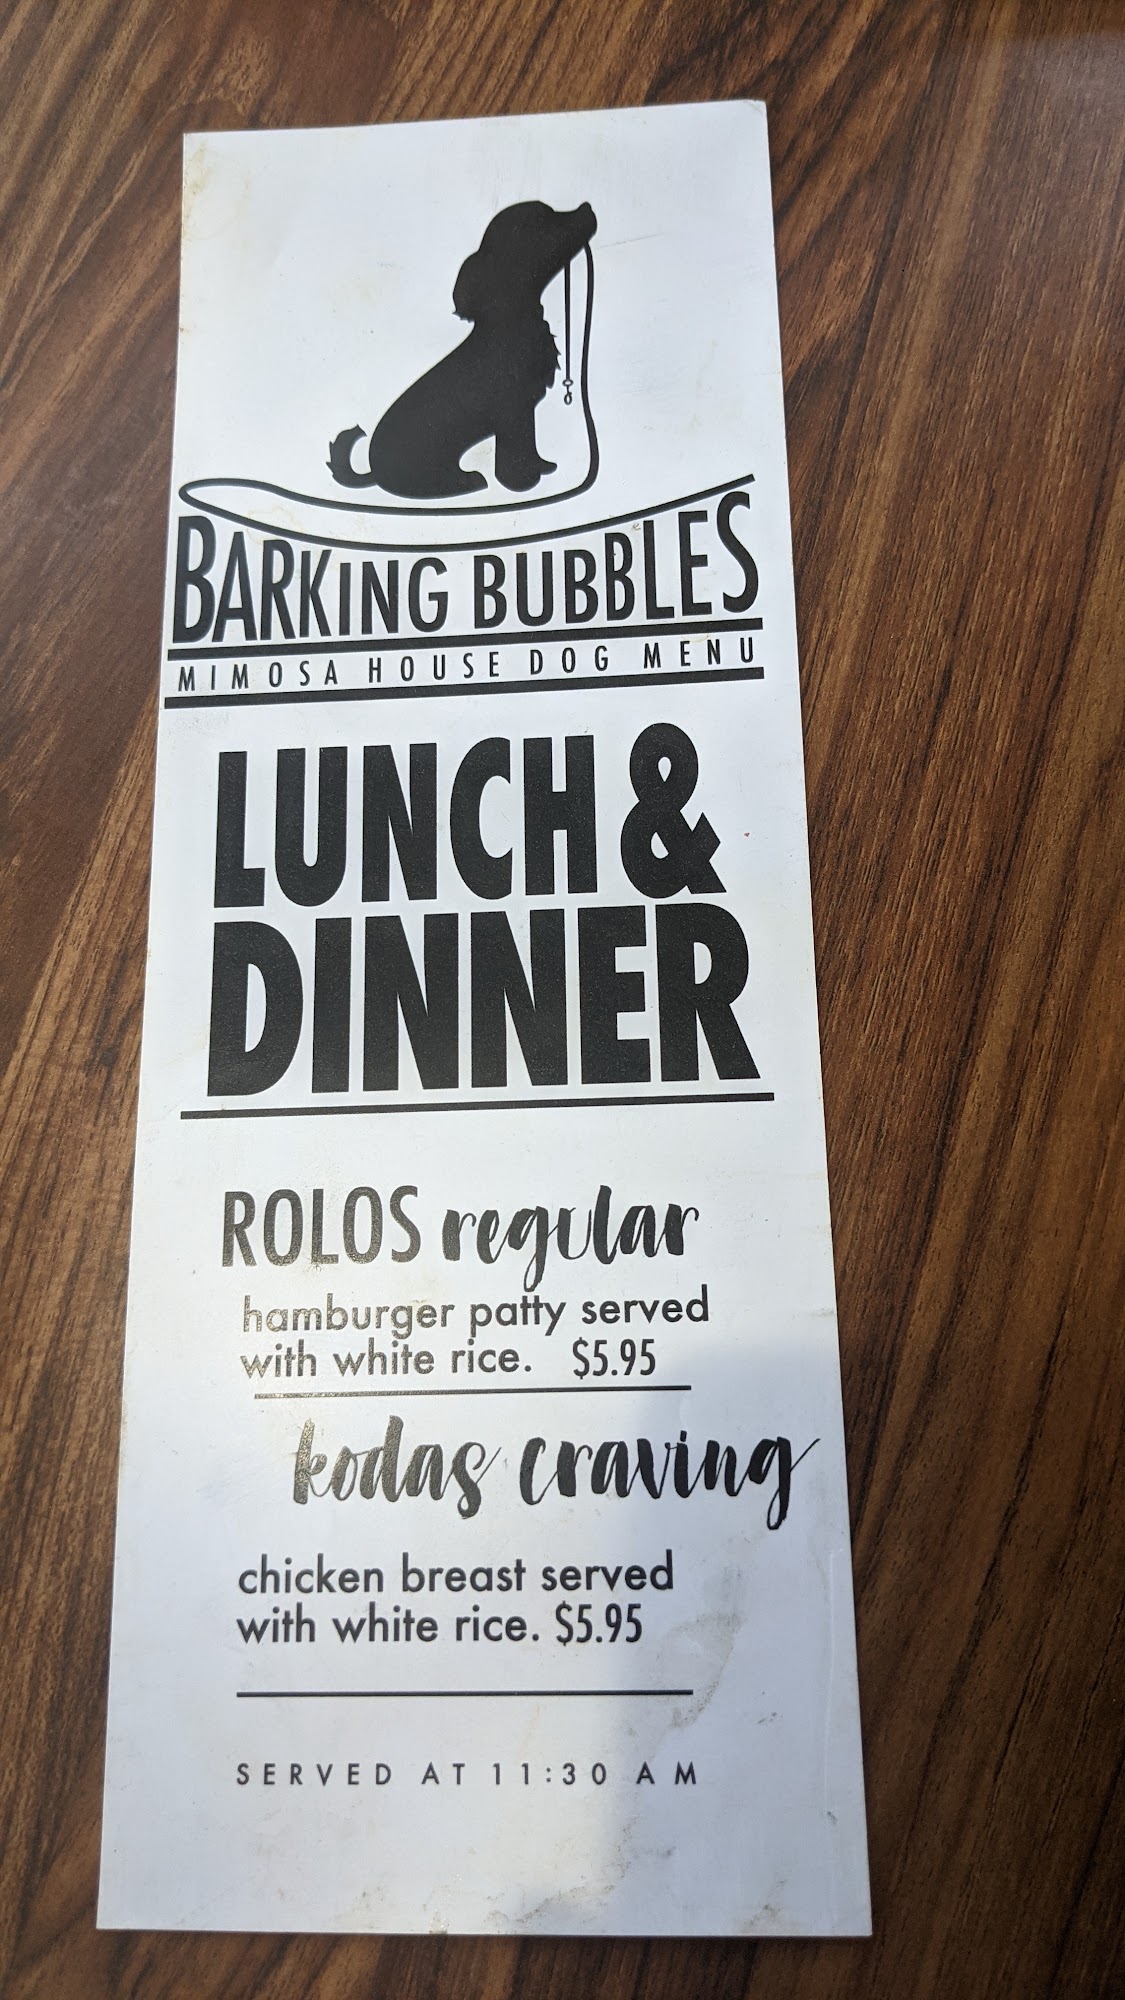 BARKING BUBBLES
MIMOSA HOUSE DOG MENU
LUNCH &
DINNER
ROLOS regular
hamburger patty served
with white rice. $5.95
kodas craving
chicken breast served
with white rice. $5.95
SERVED AT 11:30 AM